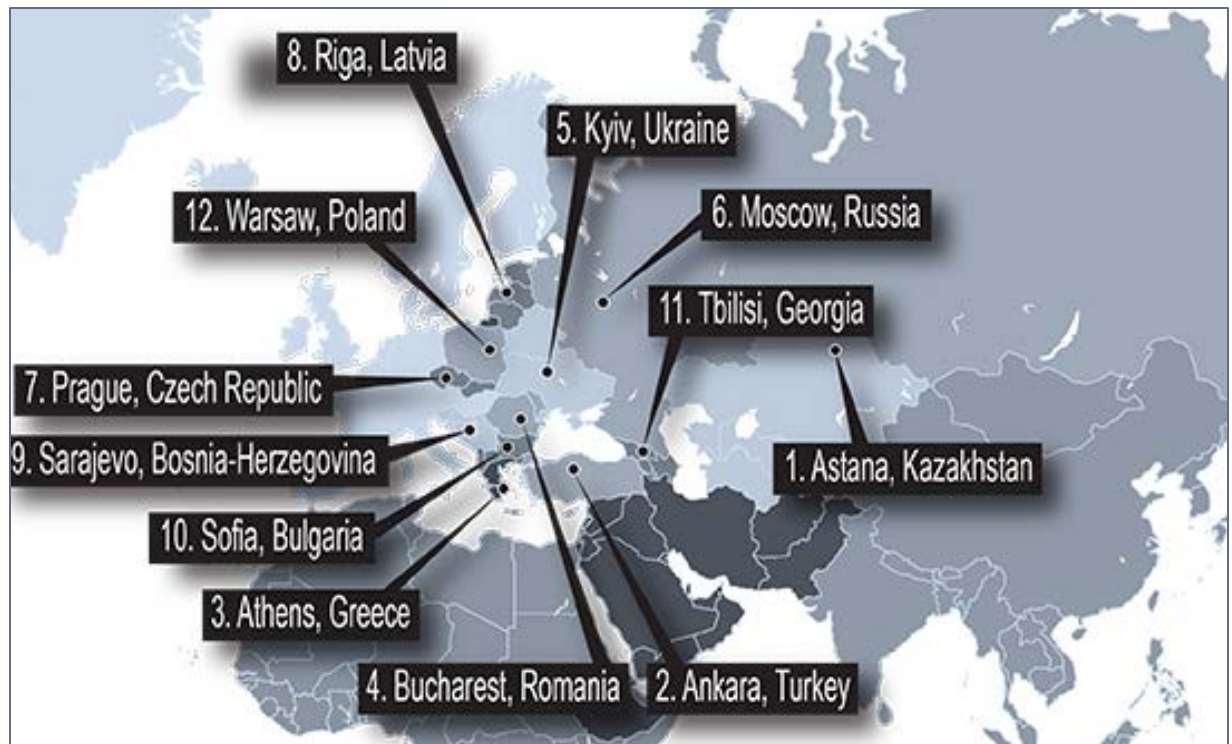 8. Riga, Latvia
5. Kyiv, Ukraine
12. Warsaw, Poland
6. Moscow, Russia
11. Tbilisi, Georgia
7. Prague, Czech Republic
9. Sarajevo, Bosnia-Herzegovina
1. Astana, Kazakhstan
10. Sofia, Bulgaria
3. Athens, Greece
4. Bucharest, Romania
2. Ankara, Turkey